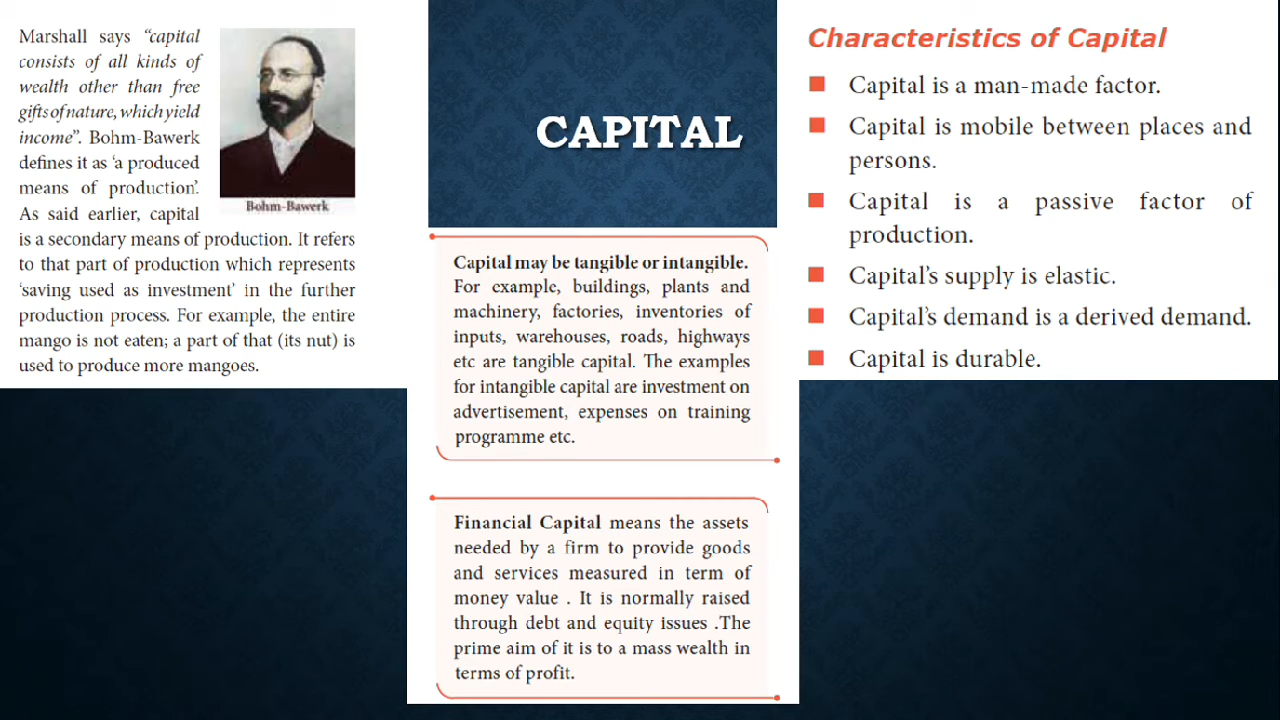 Marshall says “capital
consists of all kinds of
wealth other than free
gifts of nature, which yield
income”. Bohm-Bawerk
defines it as ‘a produced
means of production’.
As said earlier, capital
is a secondary means of production. It refers
to that part of production which represents
‘saving used as investment’ in the further
production process. For example, the entire
mango is not eaten; a part of that (its nut) is
used to produce more mangoes.
Bohm-Bawerk
CAPITAL
Capital may be tangible or intangible.
For example, buildings, plants and
machinery, factories, inventories of
inputs, warehouses, roads, highways
etc are tangible capital. The examples
for intangible capital are investment on
advertisement, expenses on training
programme etc.
Financial Capital means the assets
needed by a firm to provide goods
and services measured in term of
money value . It is normally raised
through debt and equity issues .The
prime aim of it is to a mass wealth in
terms of profit.
Characteristics of Capital
■ Capital is a man-made factor.
■ Capital is mobile between places and
persons.
■ Capital is a passive factor of
production.
■ Capital’s supply is elastic.
■ Capital’s demand is a derived demand.
■ Capital is durable.